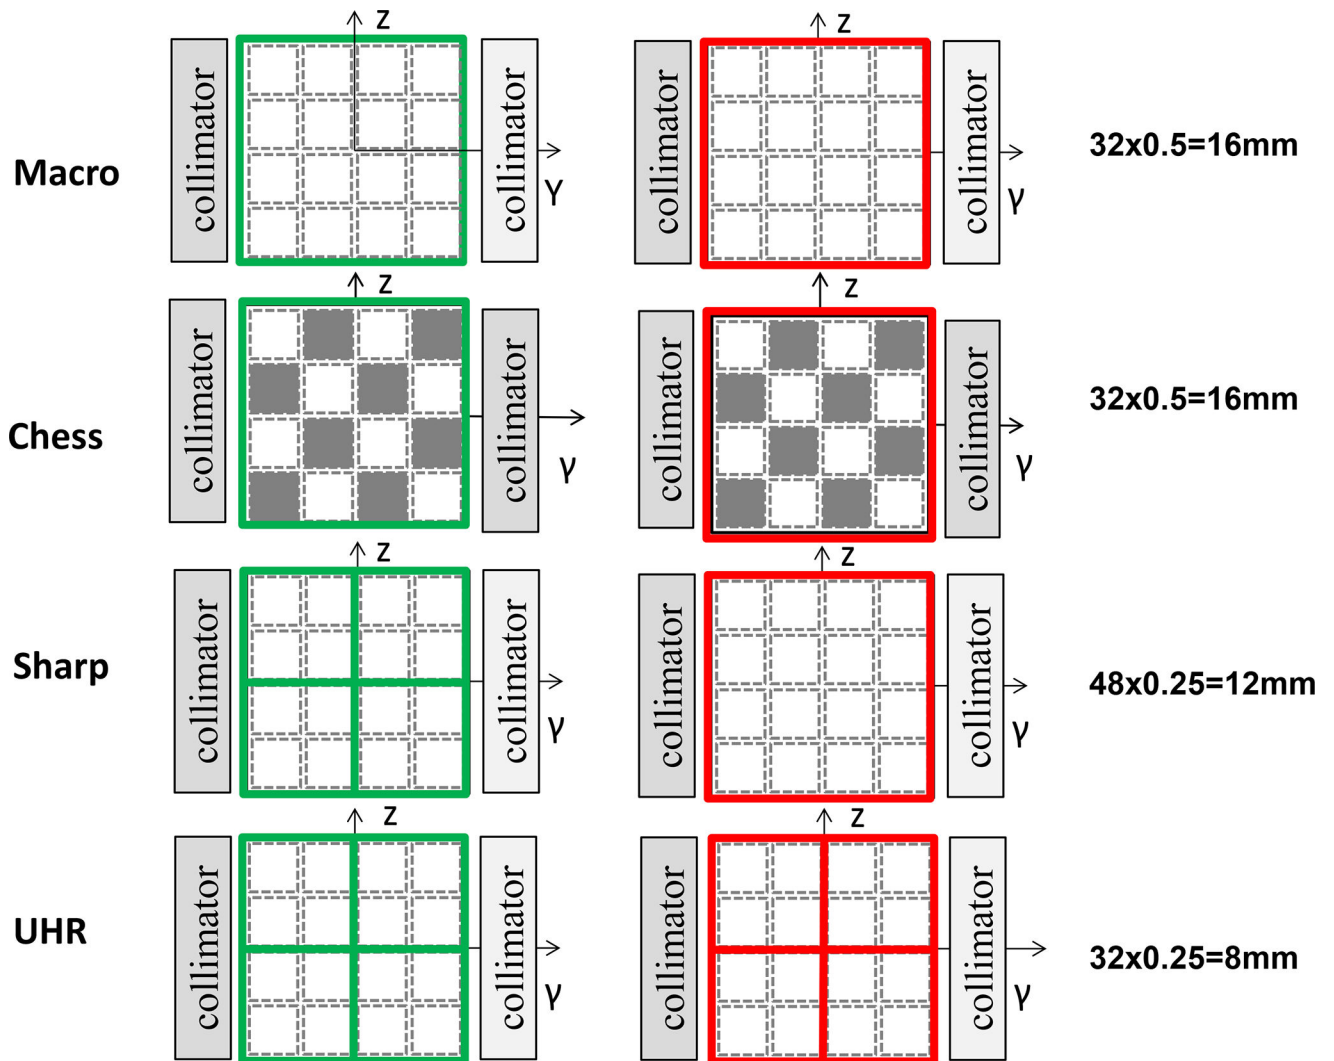 Z Z
Macro collimator collimator γ collimator collimator γ 32x0.5=16mm
Z Z
Chess collimator collimator γ collimator collimator γ 32x0.5=16mm
Z Z
Sharp collimator collimator γ collimator collimator γ 48x0.25=12mm
Z Z
UHR collimator collimator γ collimator collimator γ 32x0.25=8mm